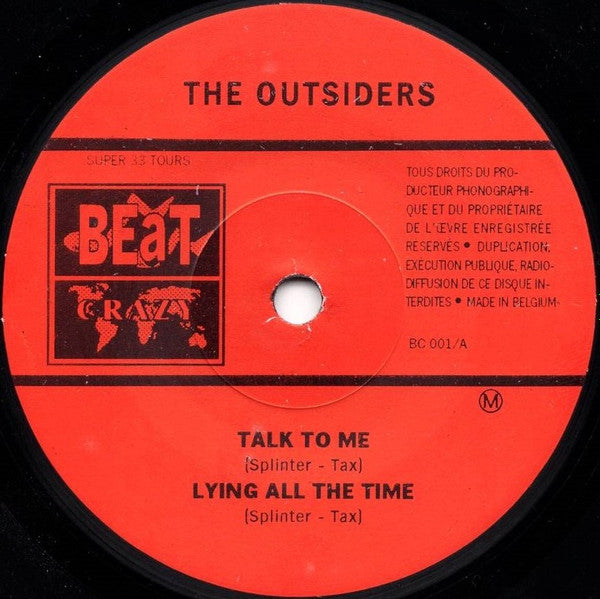 THE OUTSIDERS
SUPER 33 TOURS
BEaT
CRAZY
TOUS DROITS DU PRO-
DUCTEUR PHONOGRAPHI-
QUE ET DU PROPRIÉTAIRE
DE L'ŒVRE ENREGISTRÉE
RESERVÉS • DUPLICATION,
EXECUTION PUBLIQUE, RADIO-
DIFFUSION DE CE DISQUE IN-
TERDITES • MADE IN PELGIUM
BC 001/A
M
TALK TO ME
(Splinter - Tax)
LYING ALL THE TIME
(Splinter - Tax)